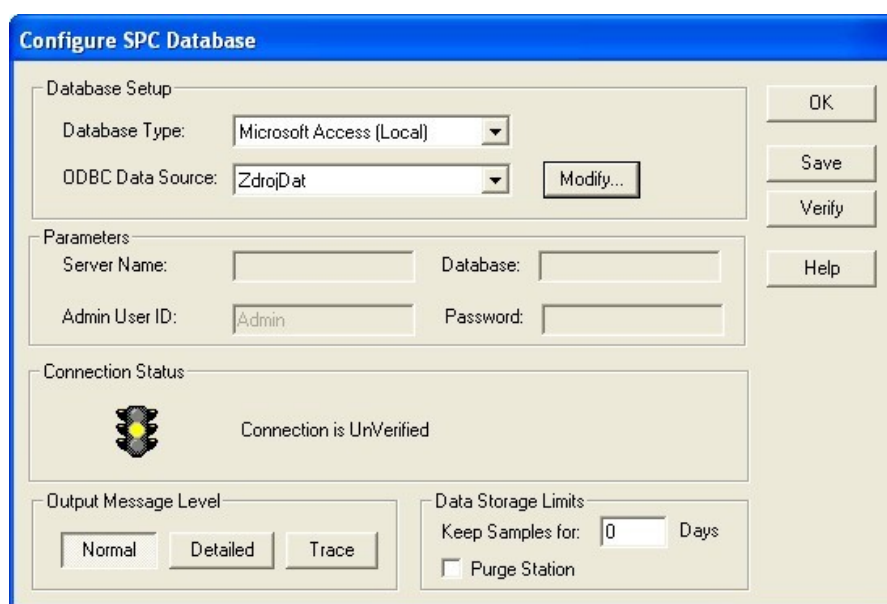 Configure SPC Database
Database Setup
Database Type: Microsoft Access (Local)
ODBC Data Source: ZdrojDat Modify...
Parameters
Server Name: Database:
Admin User ID: Admin Password:
Connection Status
Connection is UnVerified
Output Message Level
Normal Detailed Trace
Data Storage Limits
Keep Samples for: 0 Days
Purge Station
OK
Save
Verify
Help